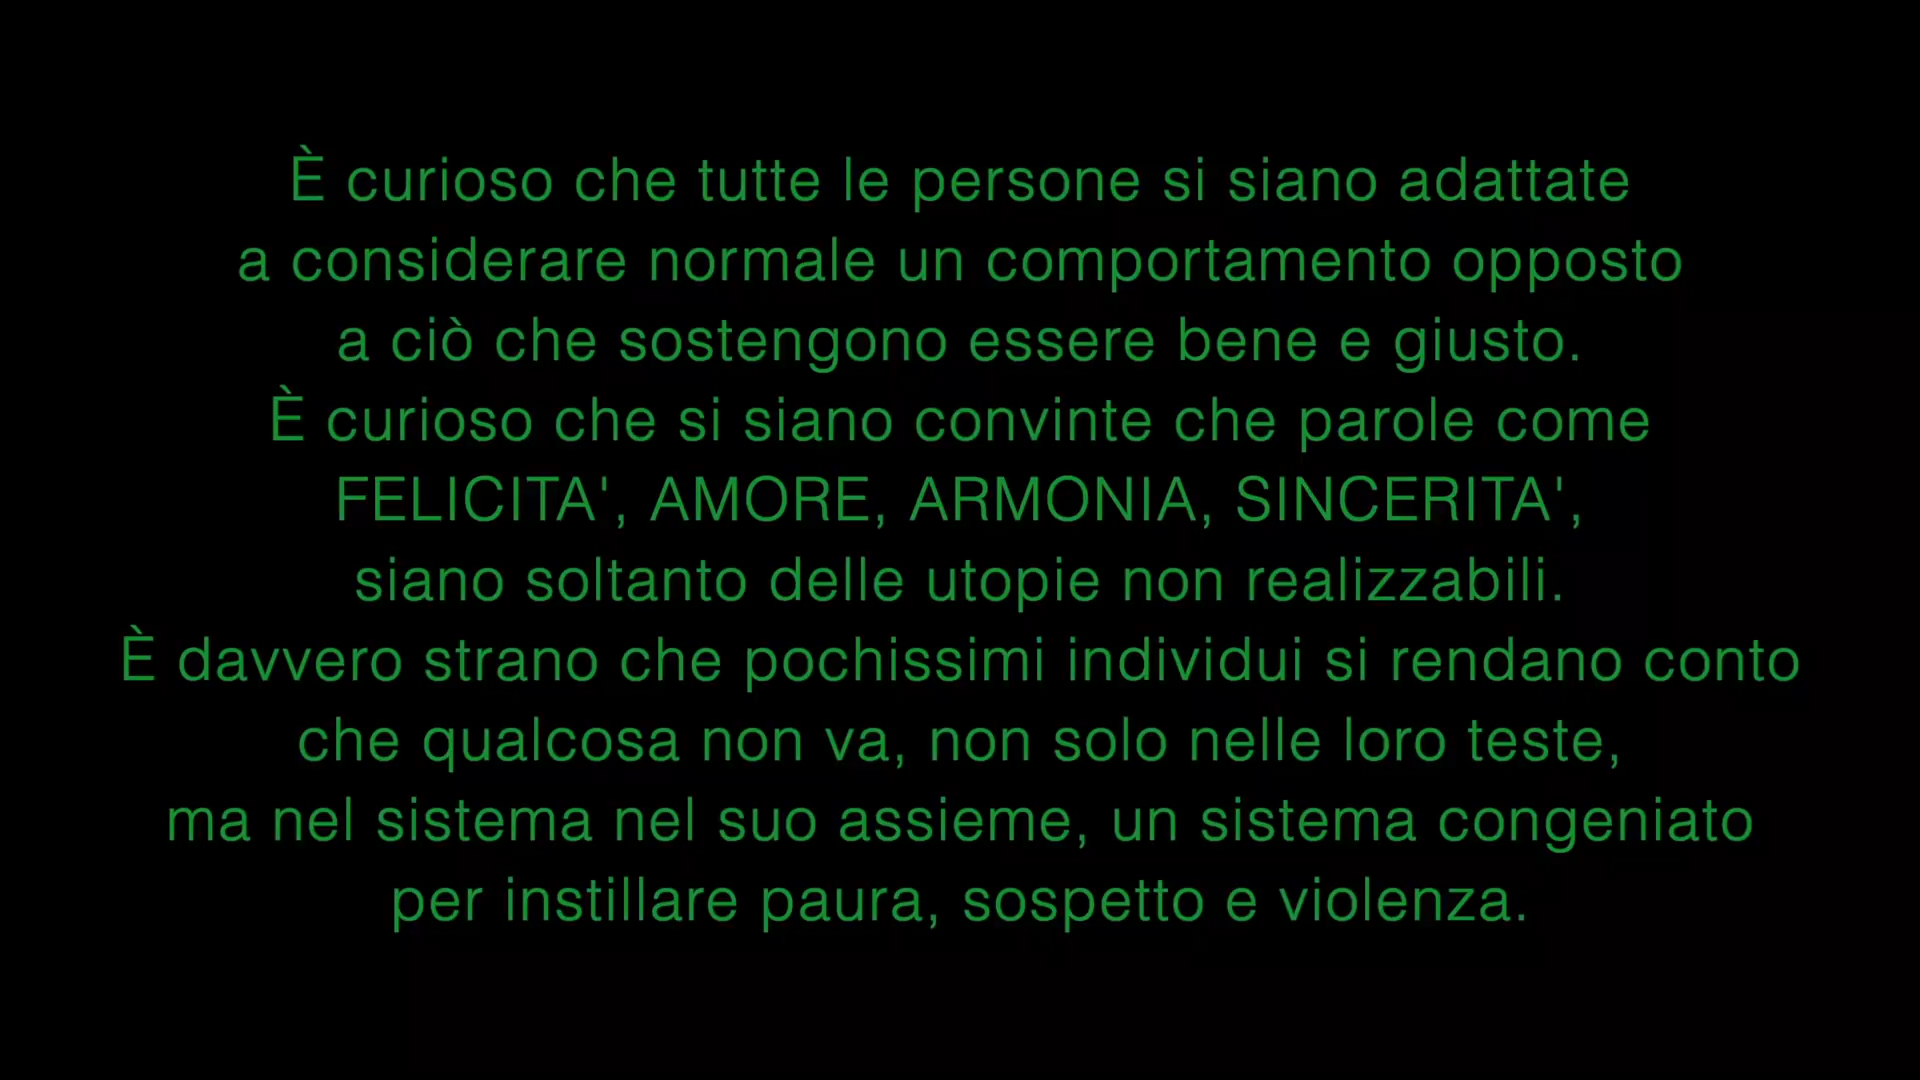 È curioso che tutte le persone si siano adattate
a considerare normale un comportamento opposto
a ciò che sostengono essere bene e giusto.
È curioso che si siano convinte che parole come
FELICITA', AMORE, ARMONIA, SINCERITA',
siano soltanto delle utopie non realizzabili.
È davvero strano che pochissimi individui si rendano conto
che qualcosa non va, non solo nelle loro teste,
ma nel sistema nel suo assieme, un sistema congeniato
per instillare paura, sospetto e violenza.